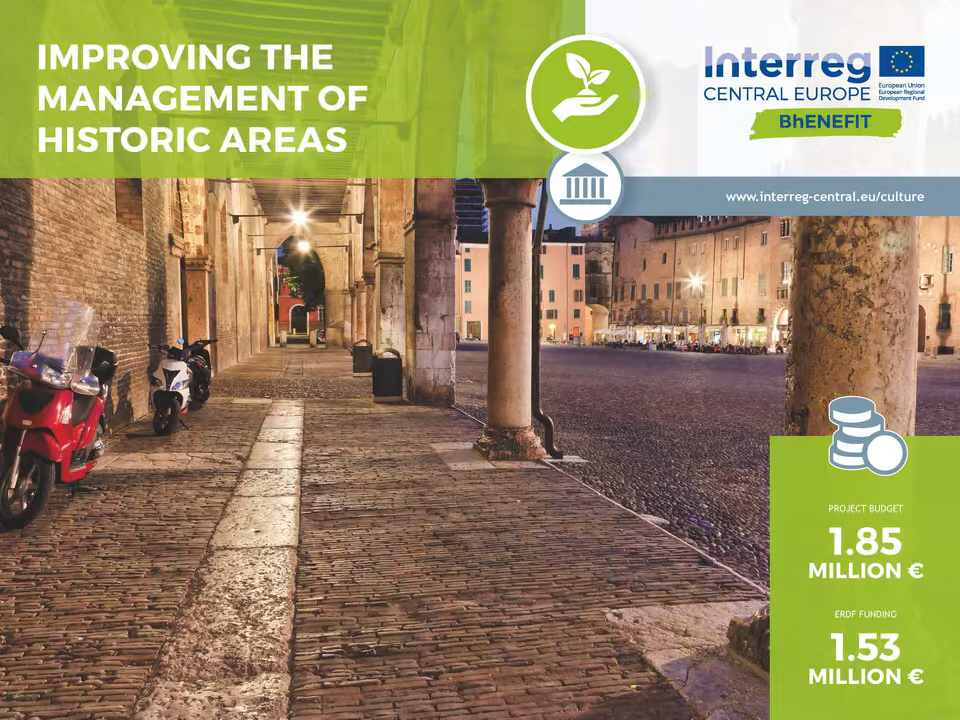 IMPROVING THE
MANAGEMENT OF
HISTORIC AREAS
Interreg
CENTRAL EUROPE
European Union
European Regional
Development Fund
BhENEFIT
www.interreg-central.eu/culture
PROJECT BUDGET
1.85
MILLION €
ERDF FUNDING
1.53
MILLION €